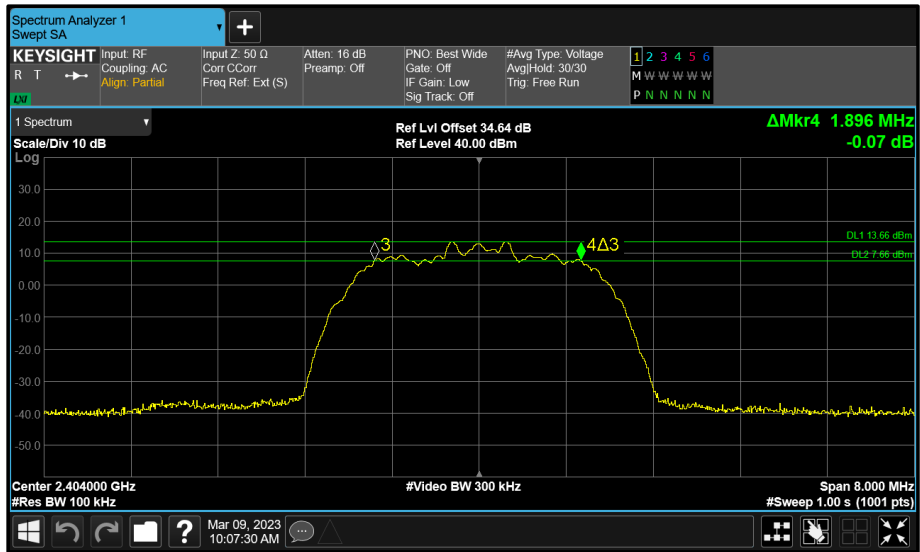 Spectrum Analyzer 1
Swept SA
KEYSIGHT
R T
LXI
Input: RF
Coupling: AC
Align: Partial
Input Z: 50 Ω
Corr CCorr
Freq Ref: Ext (S)
Atten: 16 dB
Preamp: Off
PNO: Best Wide
Gate: Off
IF Gain: Low
Sig Track: Off
#Avg Type: Voltage
Avg|Hold: 30/30
Trig: Free Run
1 2 3 4 5 6
M W W W W W
P N N N N N
1 Spectrum
Scale/Div 10 dB
Ref Lvl Offset 34.64 dB
Ref Level 40.00 dBm
ΔMkr4 1.896 MHz
-0.07 dB
Log
30.0
20.0
10.0
0.00
-10.0
-20.0
-30.0
-40.0
-50.0
3
4Δ3
DL1 13.66 dBm
DL2 7.66 dBm
Center 2.404000 GHz
#Video BW 300 kHz
Span 8.000 MHz
#Res BW 100 kHz
#Sweep 1.00 s (1001 pts)
?
Mar 09, 2023
10:07:30 AM